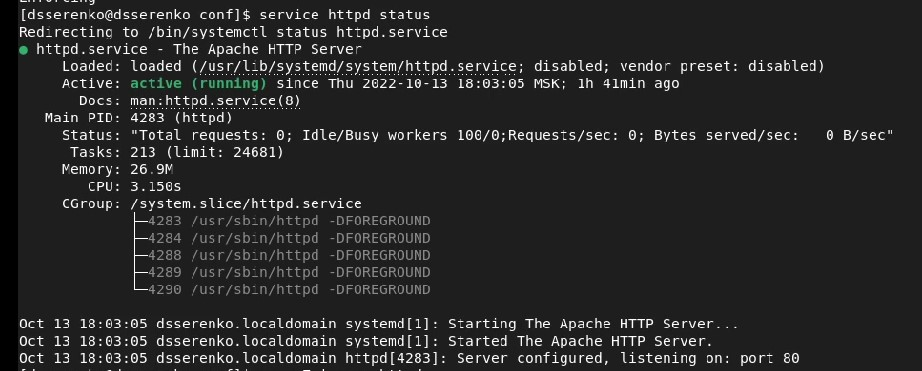 [dsserenko@dsserenko conf]$ service httpd status
Redirecting to /bin/systemctl status httpd.service
● httpd.service - The Apache HTTP Server
Loaded: loaded (/usr/lib/systemd/system/httpd.service; disabled; vendor preset: disabled)
Active: active (running) since Thu 2022-10-13 18:03:05 MSK; 1h 41min ago
Docs: man:httpd.service(8)
Main PID: 4283 (httpd)
Status: "Total requests: 0; Idle/Busy workers 100/0;Requests/sec: 0; Bytes served/sec:   0 B/sec"
Tasks: 213 (limit: 24681)
Memory: 26.9M
CPU: 3.150s
CGroup: /system.slice/httpd.service
├─4283 /usr/sbin/httpd -DFOREGROUND
├─4284 /usr/sbin/httpd -DFOREGROUND
├─4288 /usr/sbin/httpd -DFOREGROUND
├─4289 /usr/sbin/httpd -DFOREGROUND
└─4290 /usr/sbin/httpd -DFOREGROUND
Oct 13 18:03:05 dsserenko.localdomain systemd[1]: Starting The Apache HTTP Server...
Oct 13 18:03:05 dsserenko.localdomain systemd[1]: Started The Apache HTTP Server.
Oct 13 18:03:05 dsserenko.localdomain httpd[4283]: Server configured, listening on: port 80